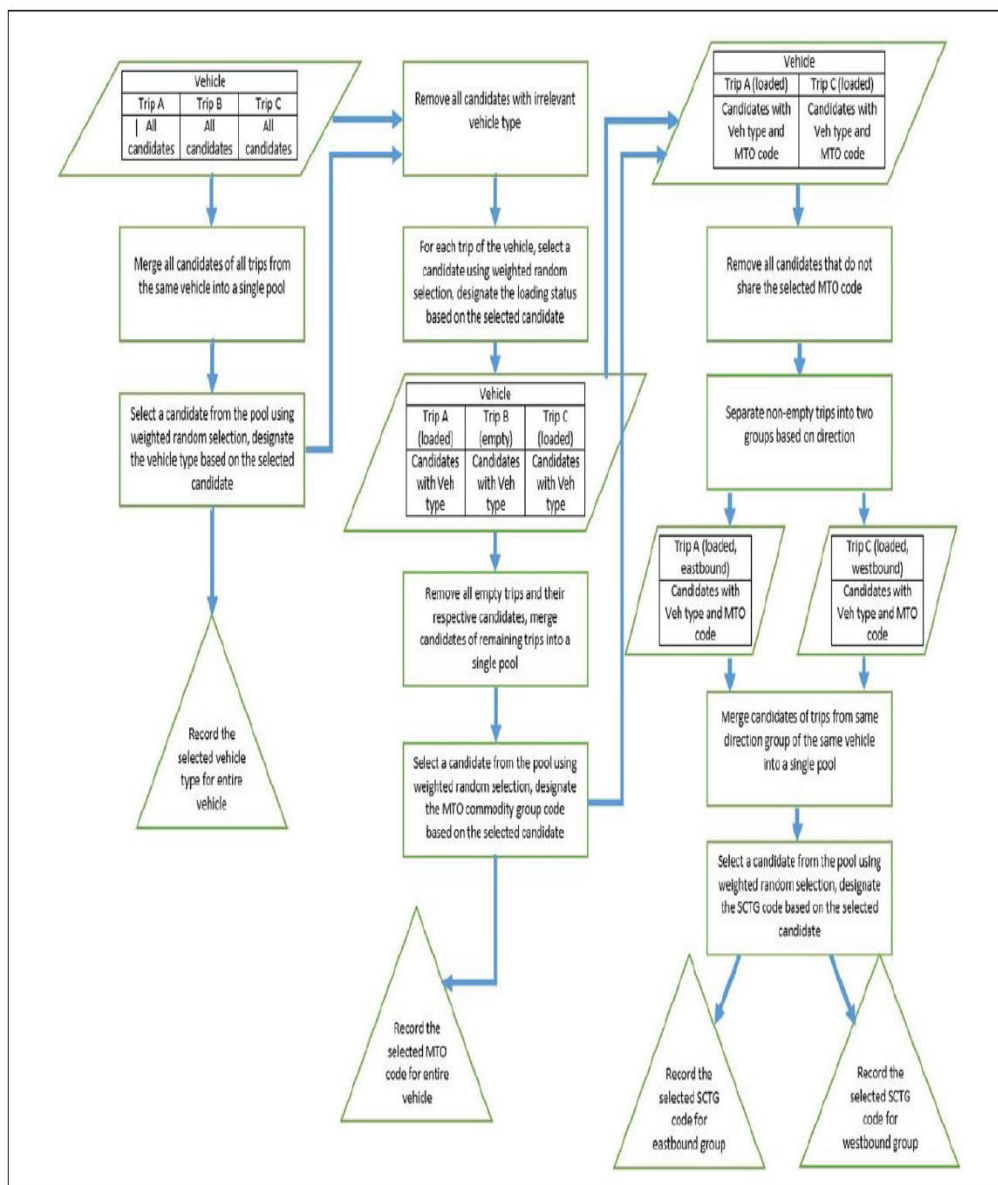 Vehicle
Trip A
Trip B
Trip C
All
candidates
All
candidates
All
candidates
Merge all candidates of all trips from
the same vehicle into a single pool
Select a candidate from the pool using
weighted random selection, designate
the vehicle type based on the selected
candidate
Record the
selected vehicle
type for entire
vehicle
Remove all candidates with irrelevant
vehicle type
For each trip of the vehicle, select a
candidate using weighted random
selection, designate the loading status
based on the selected candidate
Vehicle
Trip A
(loaded)
Trip B
(empty)
Trip C
(loaded)
Candidates
with Veh
type
Candidates
with Veh
type
Candidates
with Veh
type
Remove all empty trips and their
respective candidates, merge
candidates of remaining trips into a
single pool
Select a candidate from the pool using
weighted random selection, designate
the MTO commodity group code
based on the selected candidate
Record the
selected MTO
code for entire
vehicle
Vehicle
Trip A (loaded)
Trip C (loaded)
Candidates with
Veh type and
MTO code
Candidates with
Veh type and
MTO code
Remove all candidates that do not
share the selected MTO code
Separate non-empty trips into two
groups based on direction
Trip A (loaded,
eastbound)
Candidates with
Veh type and MTO
code
Trip C (loaded,
westbound)
Candidates with
Veh type and MTO
code
Merge candidates of trips from same
direction group of the same vehicle
into a single pool
Select a candidate from the pool using
weighted random selection, designate
the SCTG code based on the selected
candidate
Record the
selected SCTG
code for
eastbound group
Record the
selected SCTG
code for
westbound group